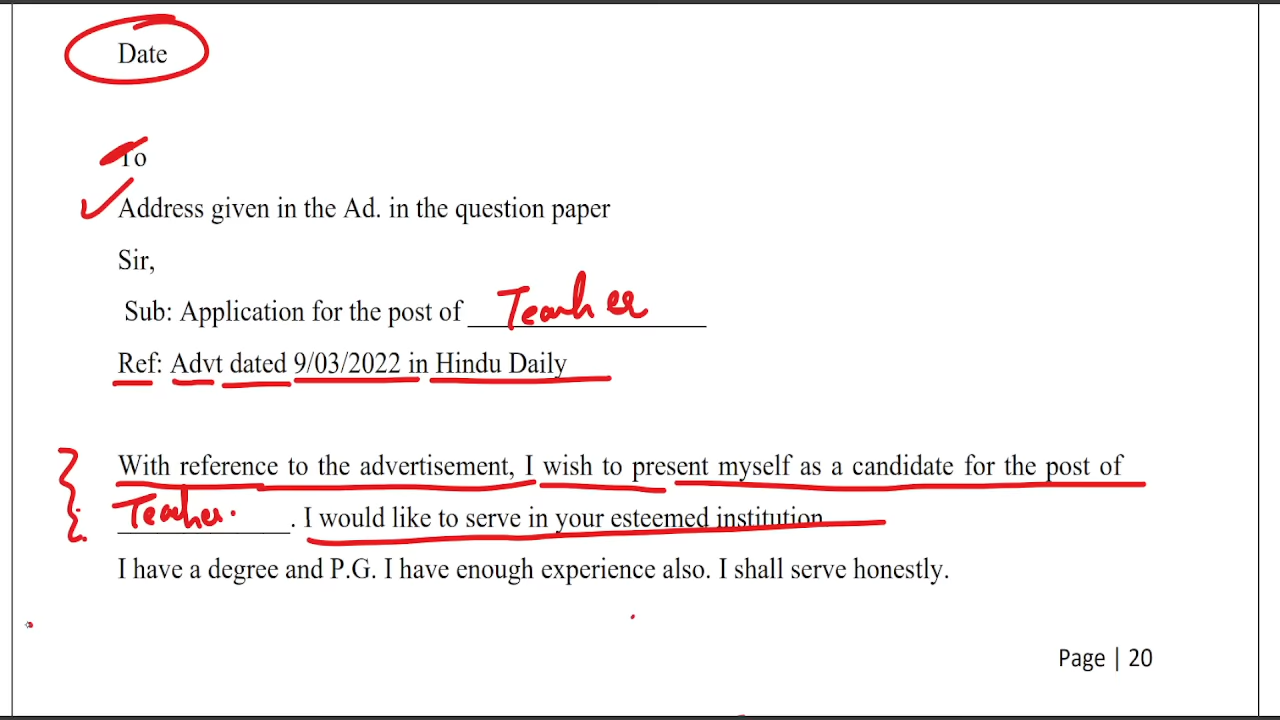 Date
To
Address given in the Ad. in the question paper
Sir,
Sub: Application for the post of Teacher
Ref: Advt dated 9/03/2022 in Hindu Daily
With reference to the advertisement, I wish to present myself as a candidate for the post of
Teacher. . I would like to serve in your esteemed institution
I have a degree and P.G. I have enough experience also. I shall serve honestly.
Page | 20